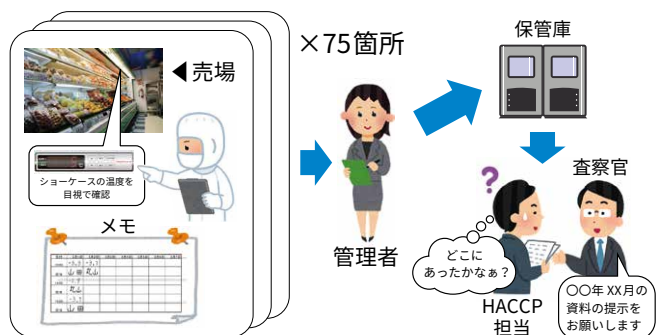 ×75箇所
◀売場
ショーケースの温度を
目視で確認
メモ
管理者
保管庫
査察官
?
どこに
あったかなぁ？
HACCP
担当
〇〇年 XX月の
資料の提示を
お願いします